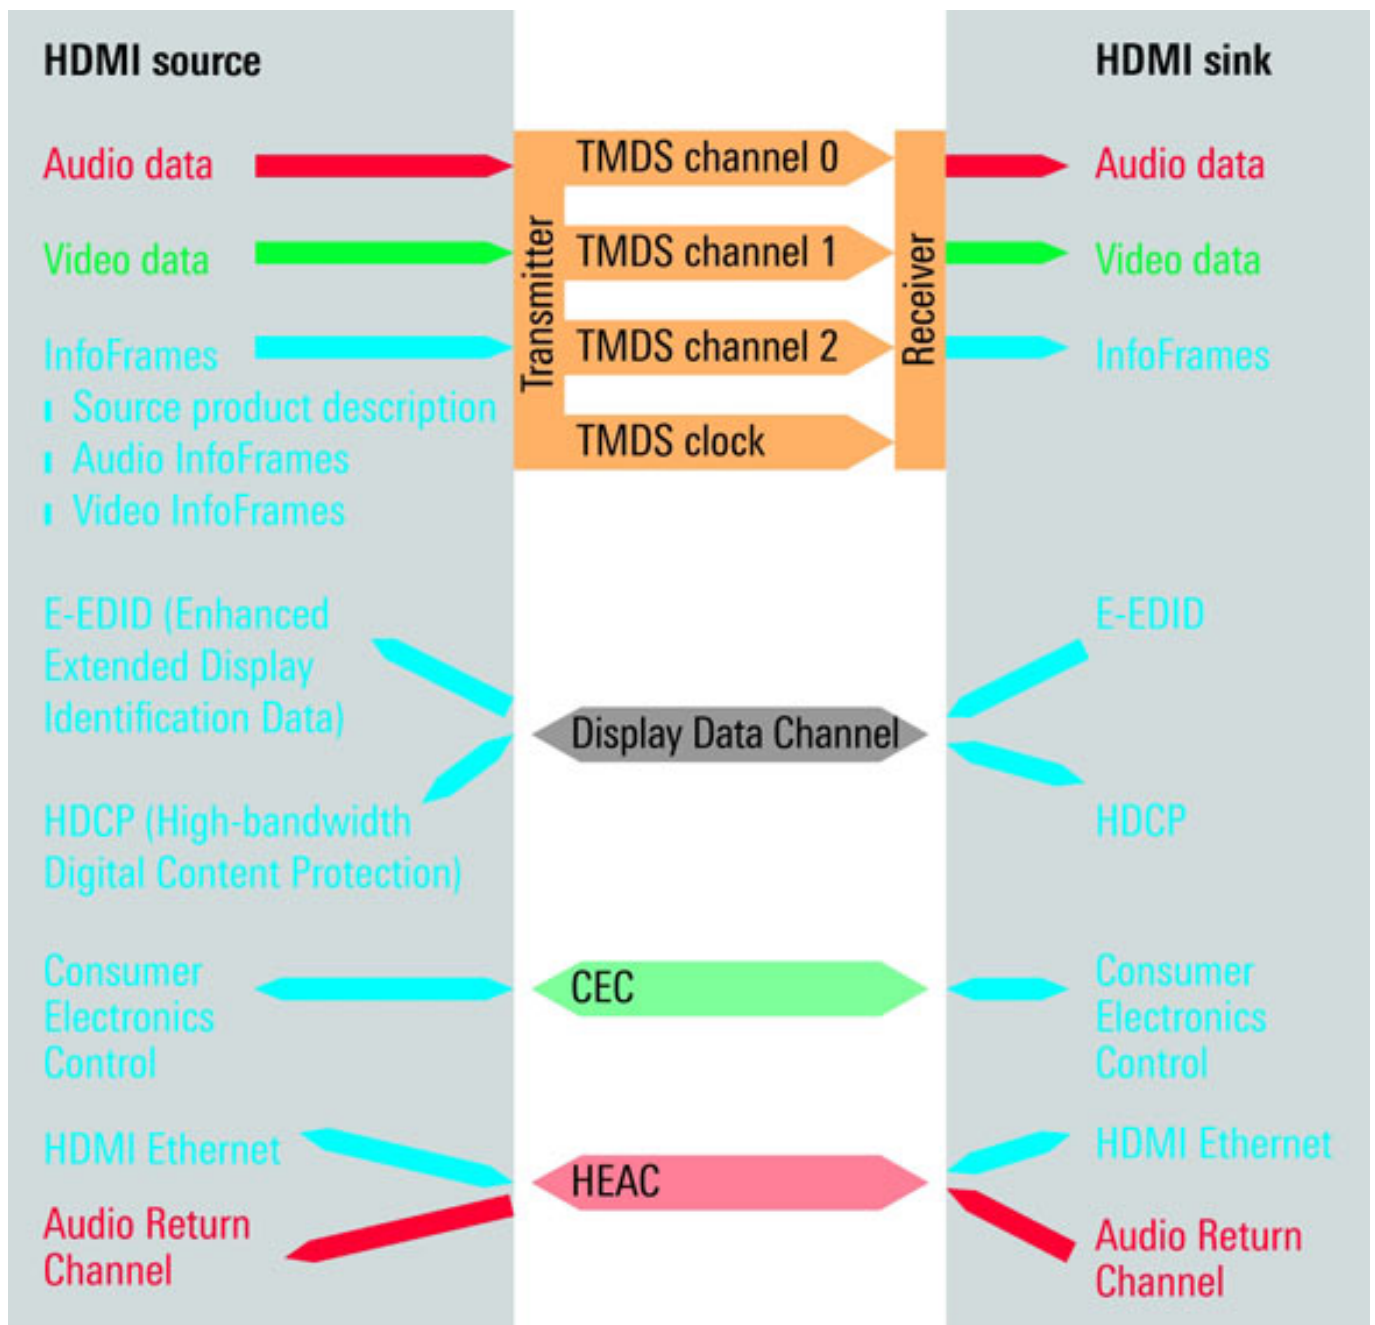 HDMI source
Audio data
Video data
InfoFrames
Source product description
Audio InfoFrames
Video InfoFrames
E-EDID (Enhanced
Extended Display
Identification Data)
HDCP (High-bandwidth
Digital Content Protection)
Consumer
Electronics
Control
HDMI Ethernet
Audio Return
Channel
Transmitter
TMDS channel 0
TMDS channel 1
TMDS channel 2
TMDS clock
Receiver
Display Data Channel
CEC
HEAC
HDMI sink
Audio data
Video data
InfoFrames
E-EDID
HDCP
Consumer
Electronics
Control
HDMI Ethernet
Audio Return
Channel